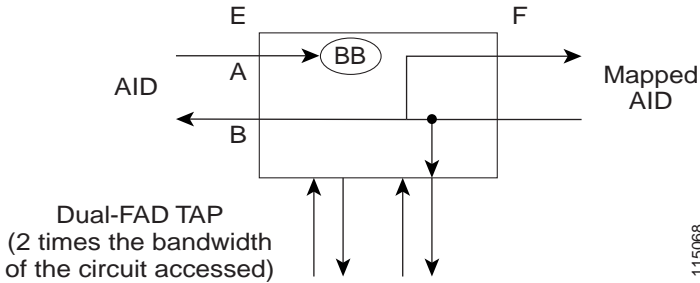 E
F
BB
A
AID
Mapped
AID
B
Dual-FAD TAP
(2 times the bandwidth
of the circuit accessed)
115068